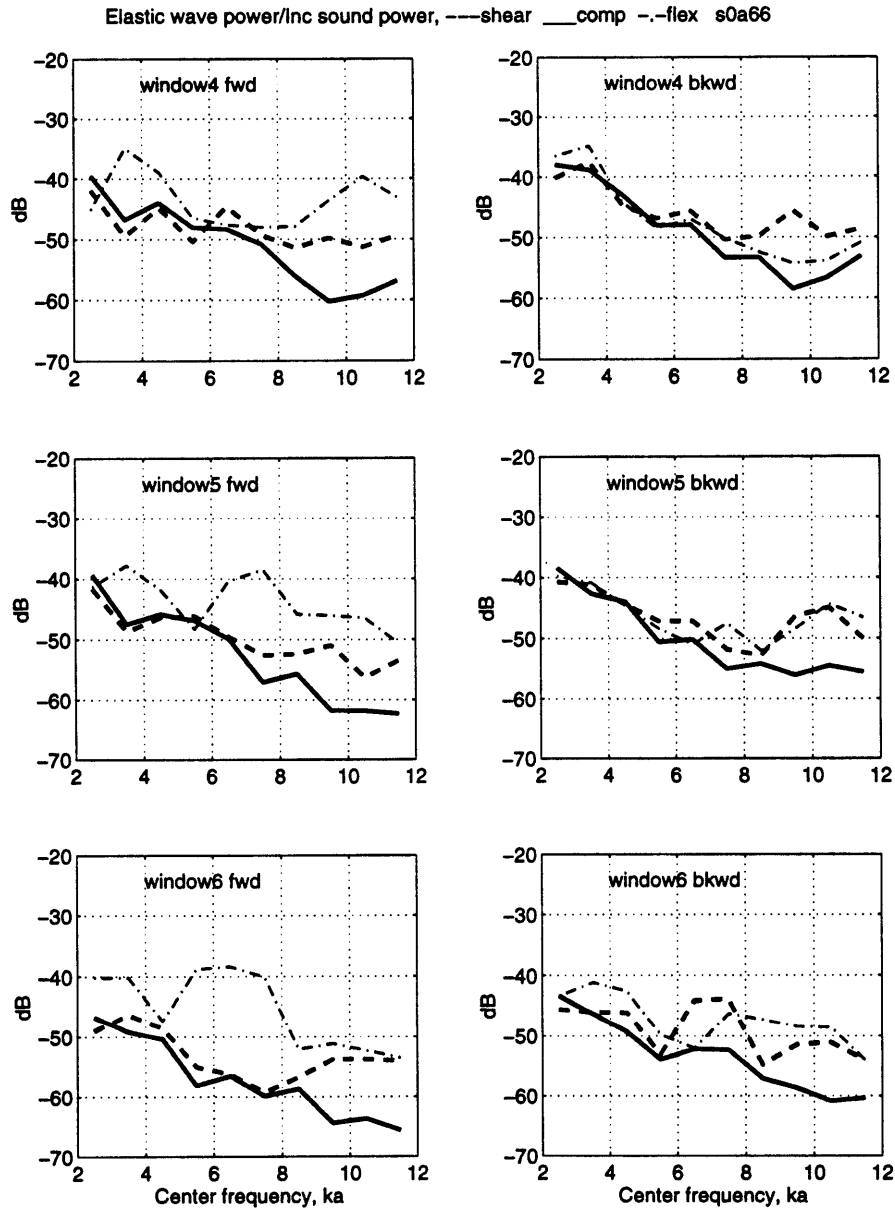 Elastic wave power/Inc sound power, ---shear ___comp -.-flex s0a66
window4 fwd
dB
-20
-30
-40
-50
-60
-70
2 4 6 8 10 12
window4 bkwd
dB
-20
-30
-40
-50
-60
-70
2 4 6 8 10 12
window5 fwd
dB
-20
-30
-40
-50
-60
-70
2 4 6 8 10 12
window5 bkwd
dB
-20
-30
-40
-50
-60
-70
2 4 6 8 10 12
window6 fwd
dB
-20
-30
-40
-50
-60
-70
2 4 6 8 10 12
Center frequency, ka
window6 bkwd
dB
-20
-30
-40
-50
-60
-70
2 4 6 8 10 12
Center frequency, ka